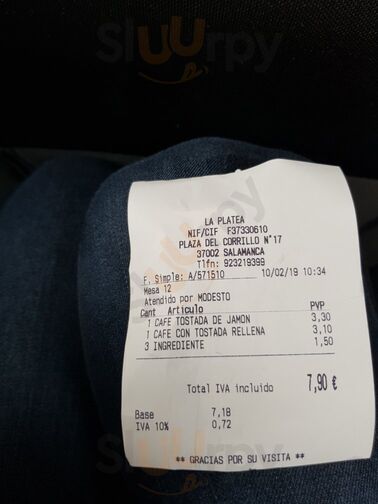 Sluurpy
LA PLATEA
NIF/CIF F37330610
PLAZA DEL CORRILLO Nº17
37002 SALAMANCA
Tlfn: 923219399
F. Simple: A/571510 10/02/19 10:34
Mesa 12
Atendido por MODESTO
Cant Articulo PVP
1 CAFE TOSTADA DE JAMON 3,30
1 CAFE CON TOSTADA RELLENA 3,10
3 INGREDIENTE 1,50
Total IVA incluido 7,90 €
Base 7,18
IVA 10% 0,72
** GRACIAS POR SU VISITA **